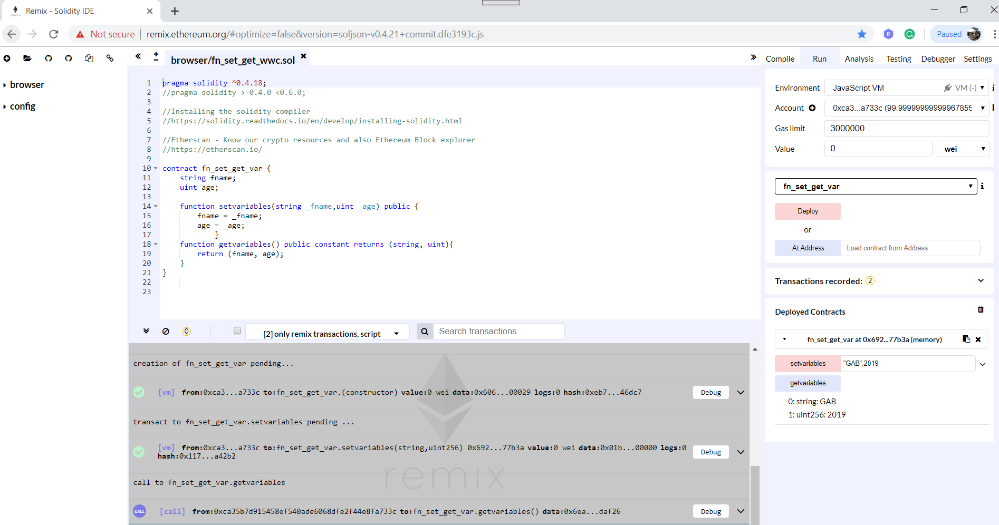 Remix - Solidity IDE
remix
Not secure | remix.ethereum.org/#optimize=false&version=soljson-v0.4.21+commit.dfe3193c.js
R
G
Paused
browser/fn_set_get_wwc.sol
Compile Run Analysis Testing Debugger Settings
browser
config
1 pragma solidity ^0.4.18;
2 //pragma solidity >=0.4.0 <0.6.0;
3
4 //Installing the solidity compiler
5 //https://solidity.readthedocs.io/en/develop/installing-solidity.html
6
7 //Etherscan - Know our crypto resources and also Ethereum Block explorer
8 //https://etherscan.io/
9
10 contract fn_set_get_var {
11 string fname;
12 uint age;
13
14 function setvariables(string _fname,uint _age) public {
15 fname = _fname;
16 age = _age;
17 }
18 function getvariables() public constant returns (string, uint){
19 return (fname, age);
20 }
21 }
22
23
0
[2] only remix transactions, script
Search transactions
creation of fn_set_get_var pending...
[vm] from:0xca3...a733c to:fn_set_get_var.(constructor) value:0 wei data:0x606...00029 logs:0 hash:0xeb7...46dc7
Debug
transact to fn_set_get_var.setvariables pending ...
[vm] from:0xca3...a733c to:fn_set_get_var.setvariables(string,uint256) 0x692...77b3a value:0 wei data:0x01b...00000 logs:0
hash:0x117...a42b2
Debug
remix
call to fn_set_get_var.getvariables
CALL [call] from:0xca35b7d915458ef540ade6068dfe2f44e8fa733c to:fn_set_get_var.getvariables() data:0x6ea...daf26
Debug
Environment JavaScript VM VM (-) i
Account 0xca3...a733c (99.99999999999967855
Gas limit 3000000
Value 0 wei
fn_set_get_var i
Deploy
or
At Address Load contract from Address
Transactions recorded: 2
Deployed Contracts
fn_set_get_var at 0x692...77b3a (memory)
setvariables "GAB",2019
getvariables
0: string: GAB
1: uint256: 2019